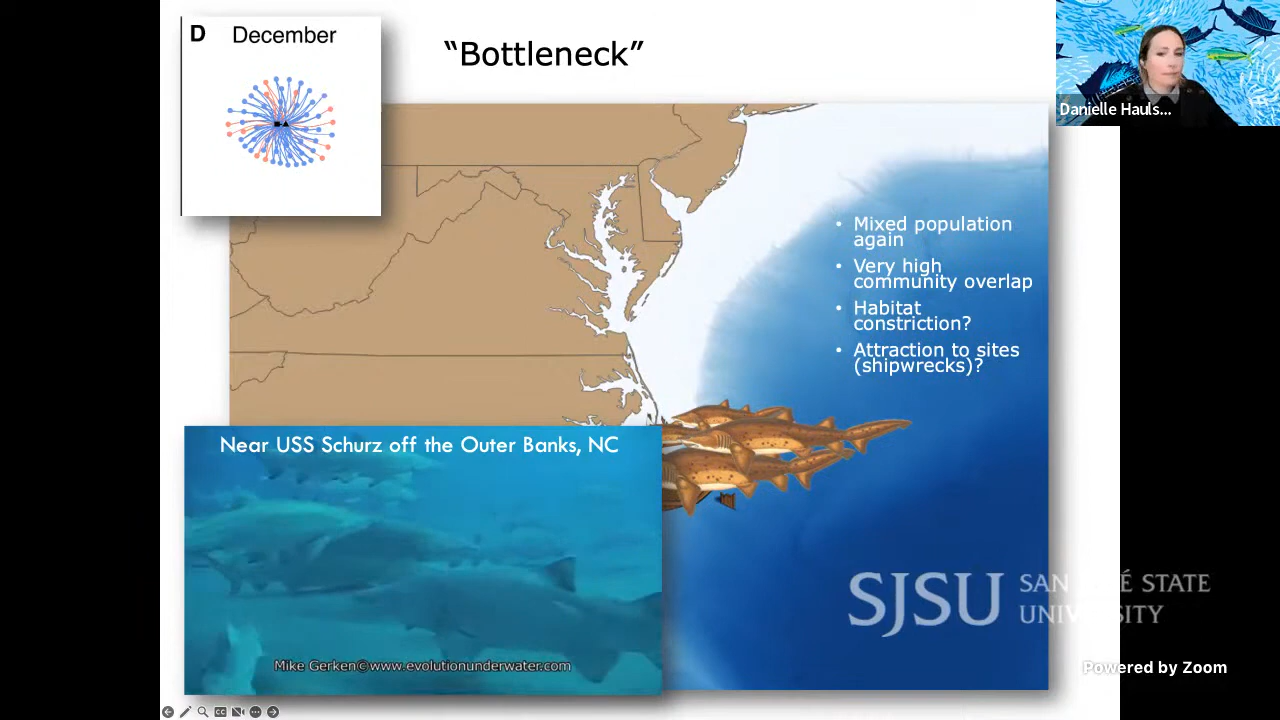 D December
“Bottleneck”
Danielle Hauls...
• Mixed population
again
• Very high
community overlap
• Habitat
constriction?
• Attraction to sites
(shipwrecks)?
Near USS Schurz off the Outer Banks, NC
Mike Gerken©www.evolutionunderwater.com
SJSU SAN JOSÉ STATE
UNIVERSITY
Powered by Zoom
CC